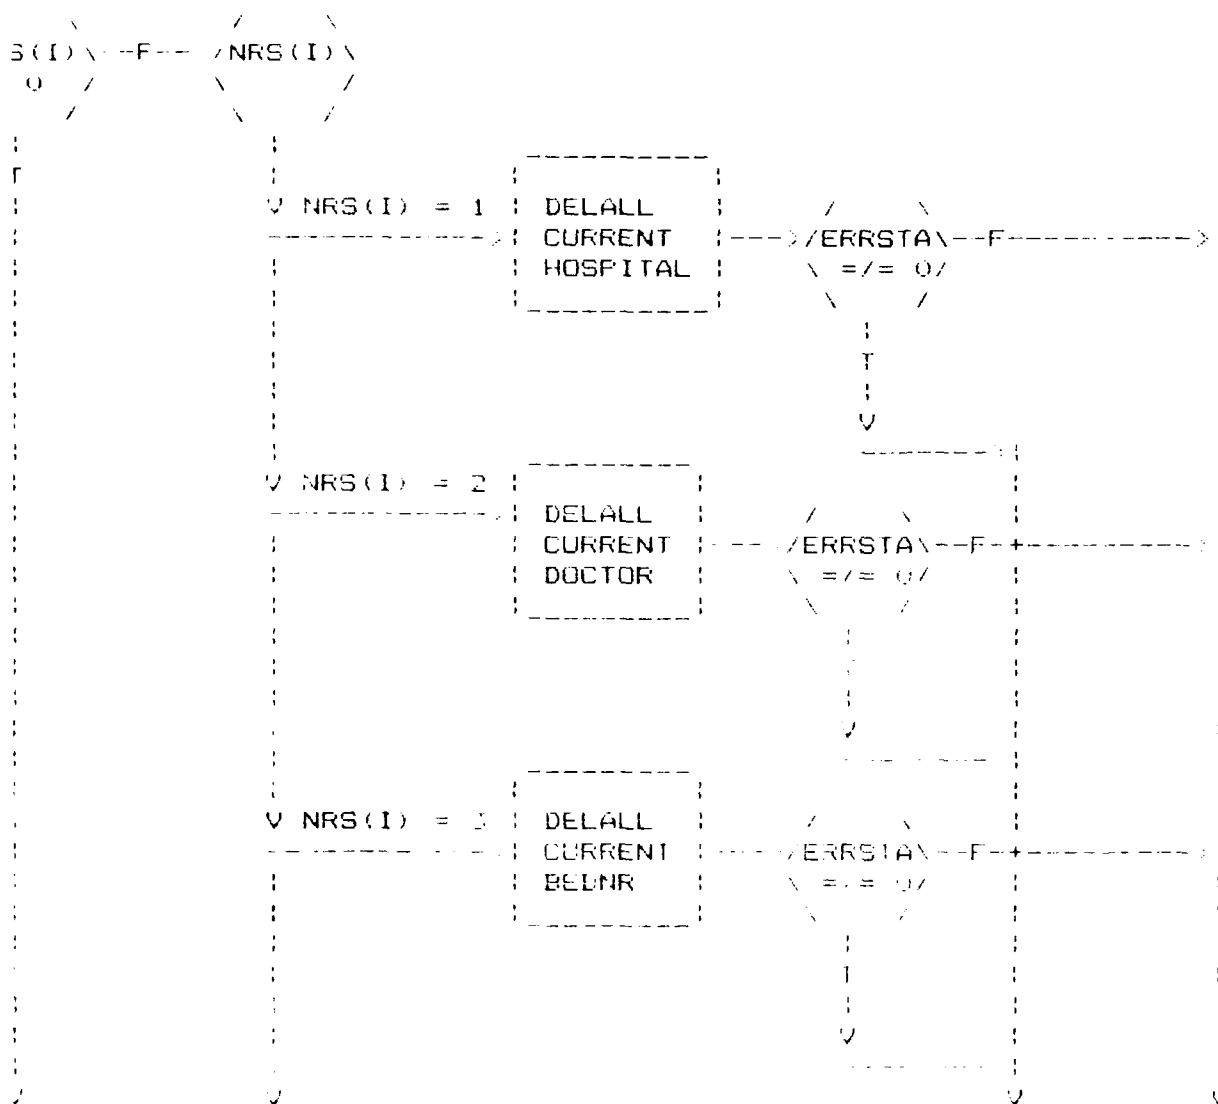 S(I) F NRS(I)
0
T
V NRS(I) = 1 DELALL
CURRENT ERRSTA F
HOSPITAL =/= 0
T
V
V NRS(I) = 2
DELALL
CURRENT ERRSTA F
DOCTOR =/= 0
V
V NRS(I) = 3 DELALL
CURRENT ERRSTA F
BEDNR =/= 0
T
V
V V V V